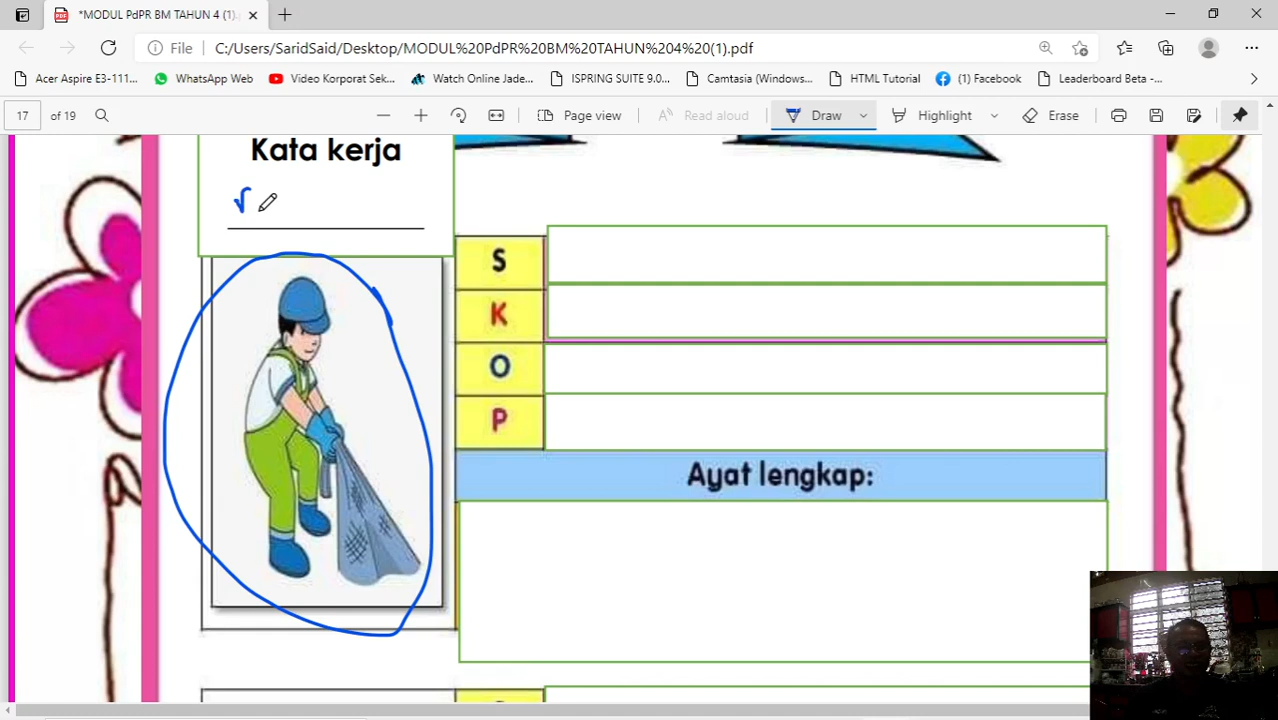 *MODUL PdPR BM TAHUN 4 (1).p
File C:/Users/SaridSaid/Desktop/MODUL%20PdPR%20BM%20TAHUN%204%20(1).pdf
Acer Aspire E3-111... WhatsApp Web Video Korporat Sek... Watch Online Jade... ISPRING SUITE 9.0... Camtasia (Windows... HTML Tutorial (1) Facebook Leaderboard Beta -...
17 of 19 Page view Read aloud Draw Highlight Erase
Kata kerja
√
S
K
O
P
Ayat lengkap: